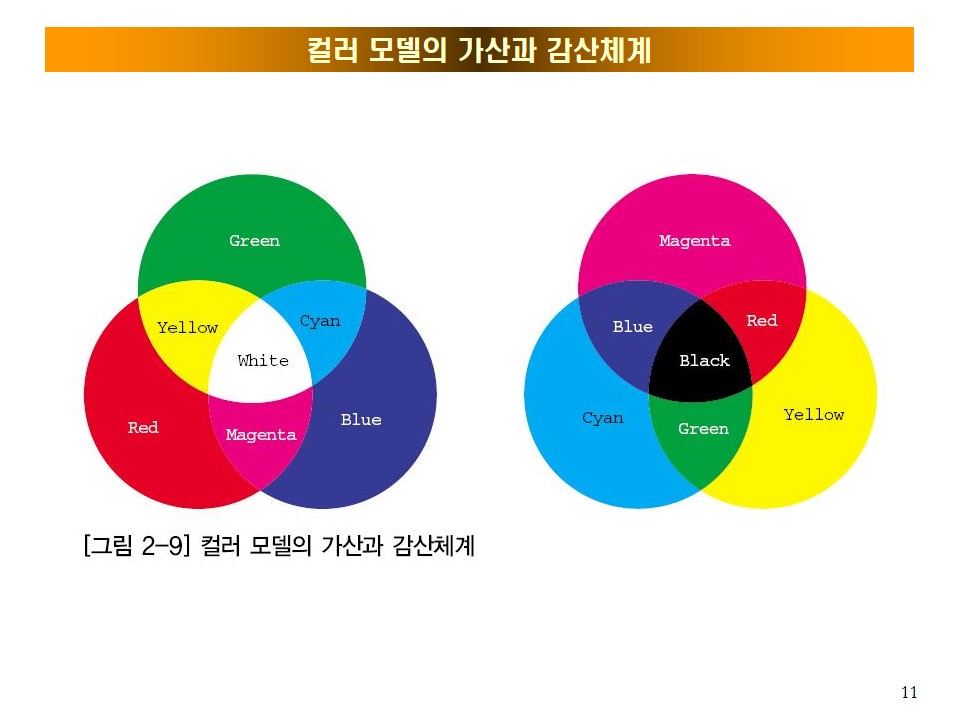 컬러 모델의 가산과 감산체계
Green
Yellow
Cyan
White
Red
Magenta
Blue
Magenta
Blue
Red
Black
Cyan
Green
Yellow
[그림 2-9] 컬러 모델의 가산과 감산체계
11